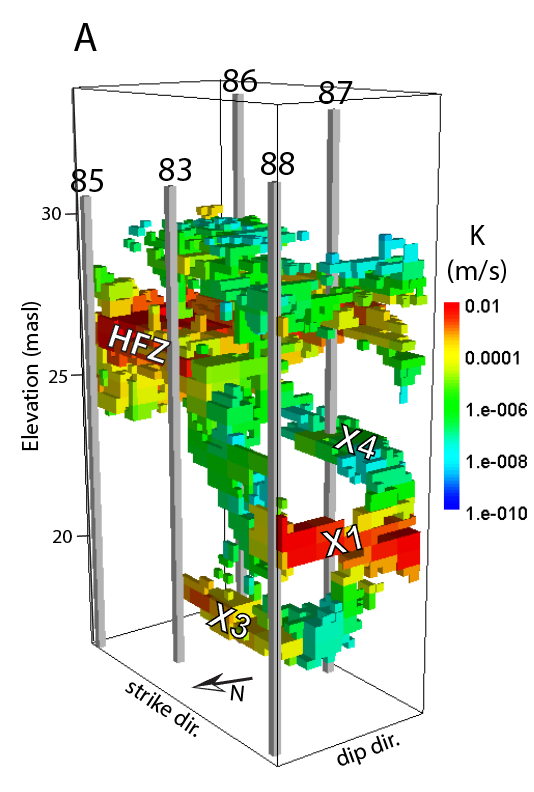 A
86
87
88
83
85
K
(m/s)
30
0.01
HFZ
0.0001
25
1.e-006
X4
1.e-008
Elevation (masl)
1.e-010
20
X1
X3
N
strike dir.
dip dir.